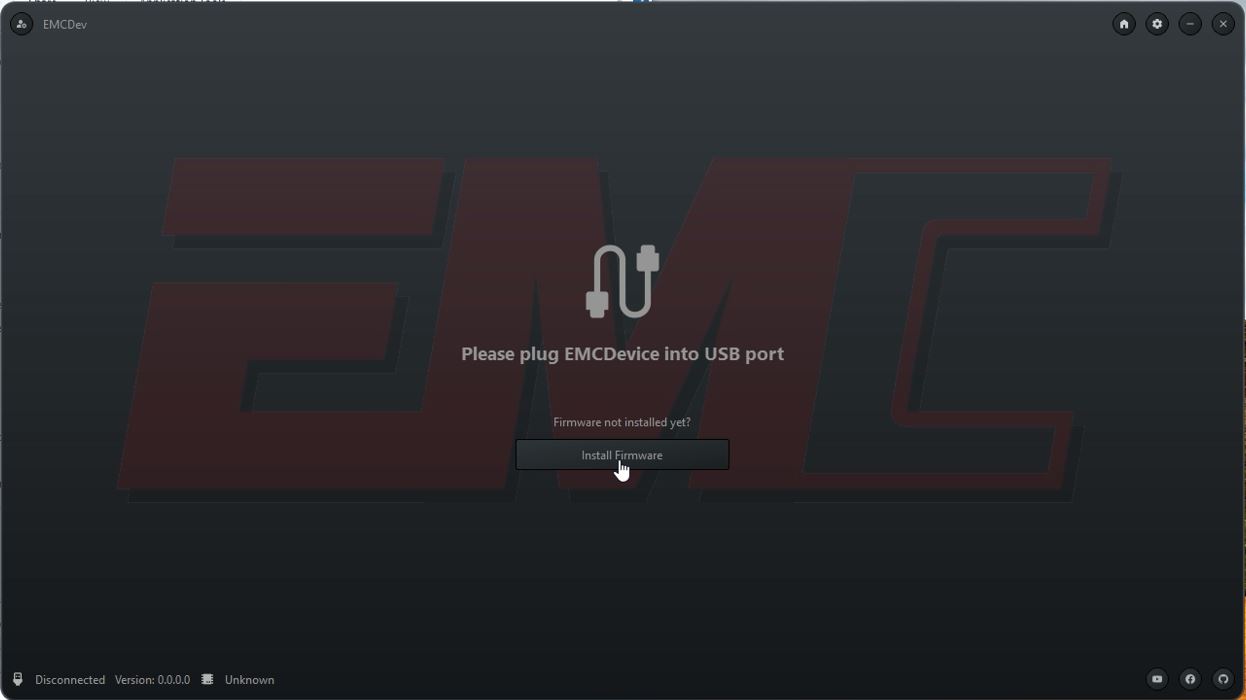 EMCDev
EMC
Please plug EMCDevice into USB port
Firmware not installed yet?
Install Firmware
Disconnected Version: 0.0.0.0 Unknown